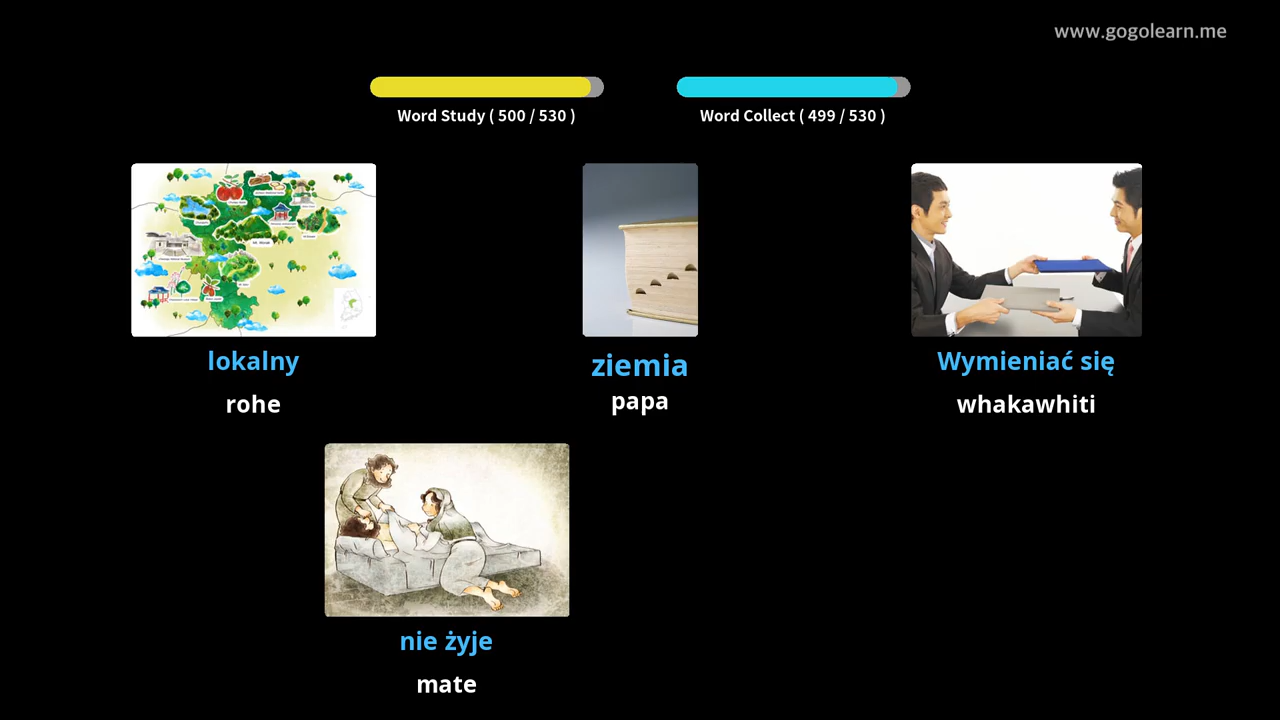 www.gogolearn.me
Word Study ( 500 / 530 )
Word Collect ( 499 / 530 )
lokalny
rohe
ziemia
papa
Wymieniać się
whakawhiti
nie żyje
mate